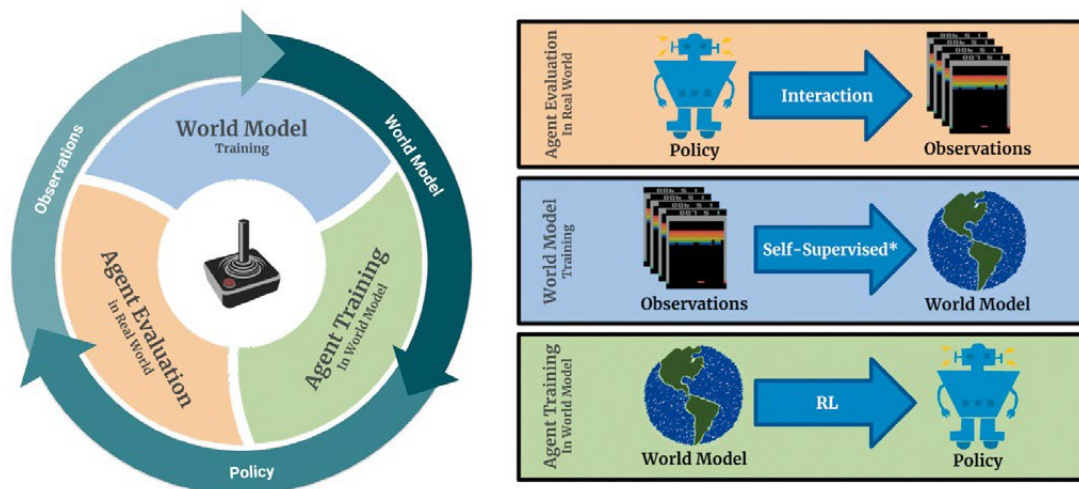 World Model
Training
Observations
World Model
Agent Evaluation
in Real World
Agent Training
In World Model
Policy
Agent Evaluation
In Real World
Policy
Interaction
Observations
World Model
Training
Observations
Self-Supervised*
World Model
Agent Training
In World Model
World Model
RL
Policy